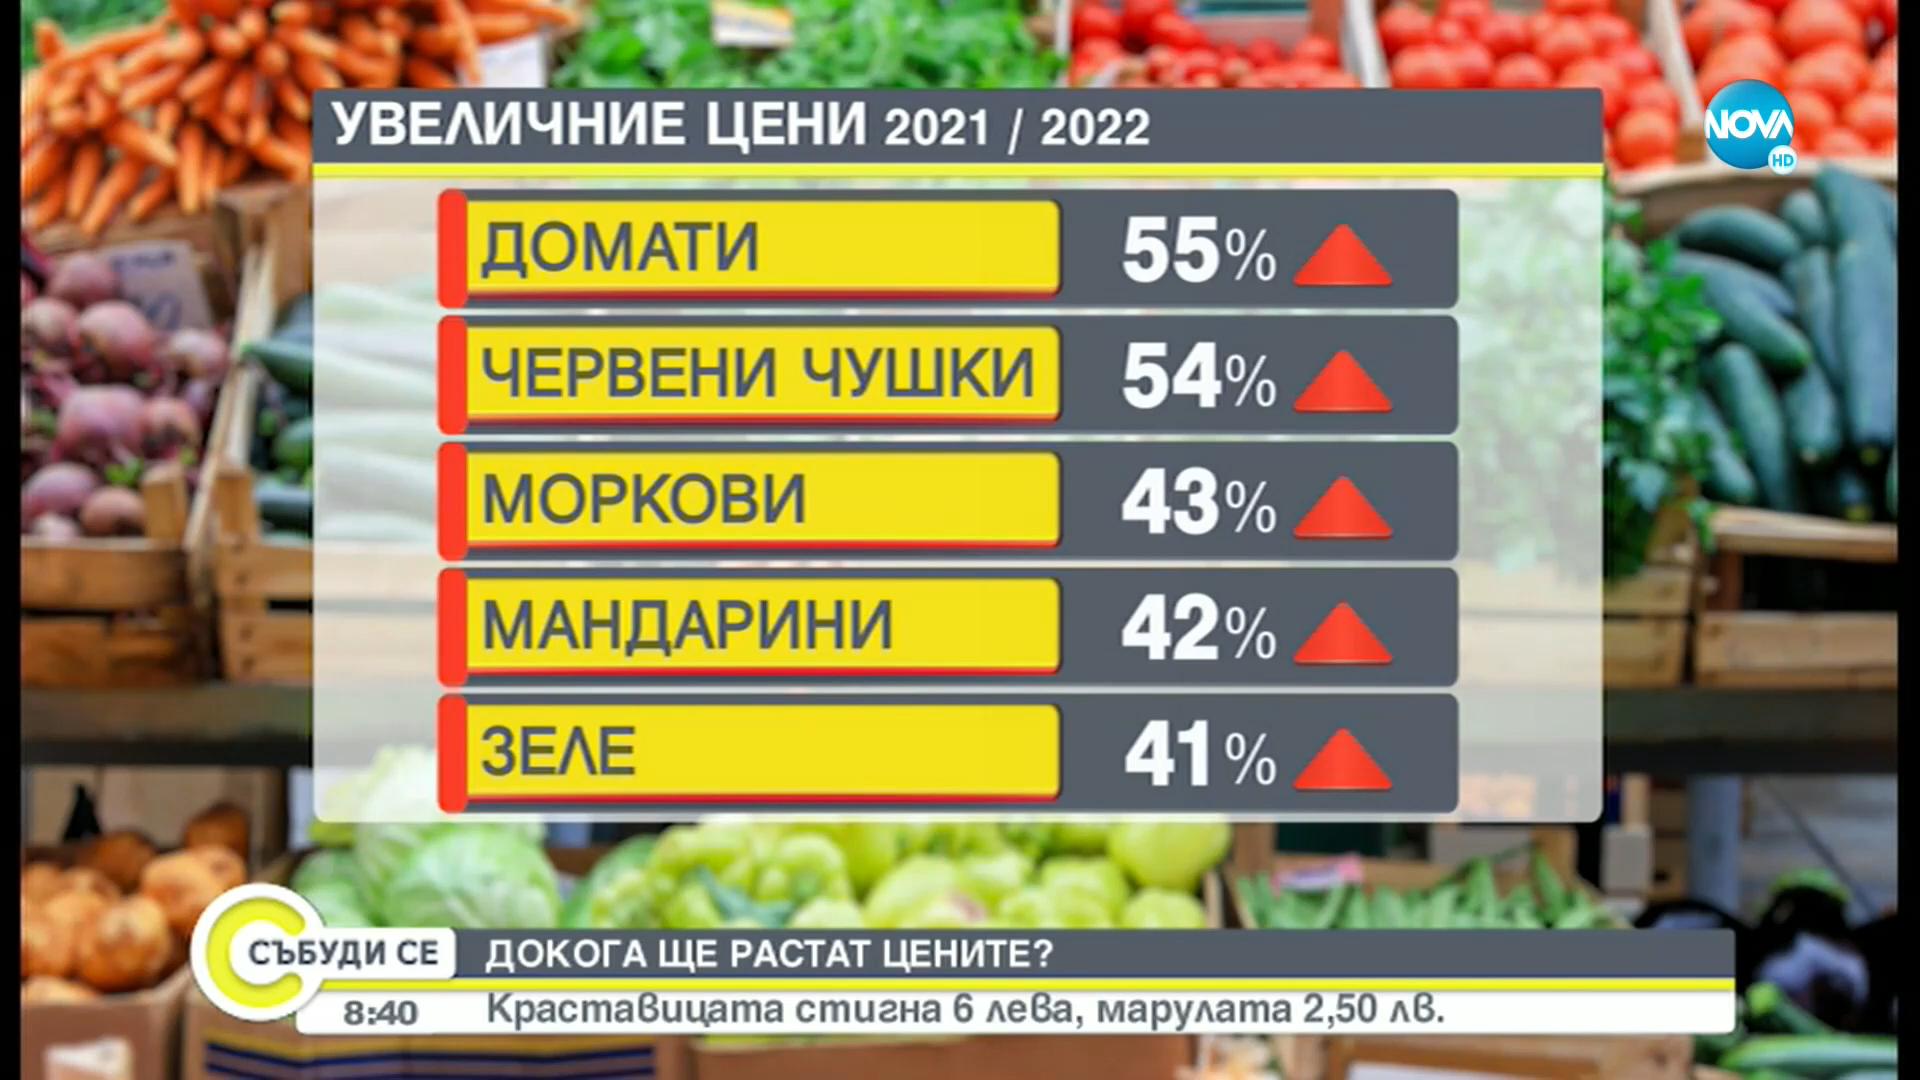 УВЕЛИЧНИЕ ЦЕНИ 2021 / 2022
NOVA
HD
ДОМАТИ 55%
ЧЕРВЕНИ ЧУШКИ 54%
МОРКОВИ 43%
МАНДАРИНИ 42%
ЗЕЛЕ 41%
СЪБУДИ СЕ
ДОКОГА ЩЕ РАСТАТ ЦЕНИТЕ?
8:40
Краставицата стигна 6 лева, марулата 2,50 лв.